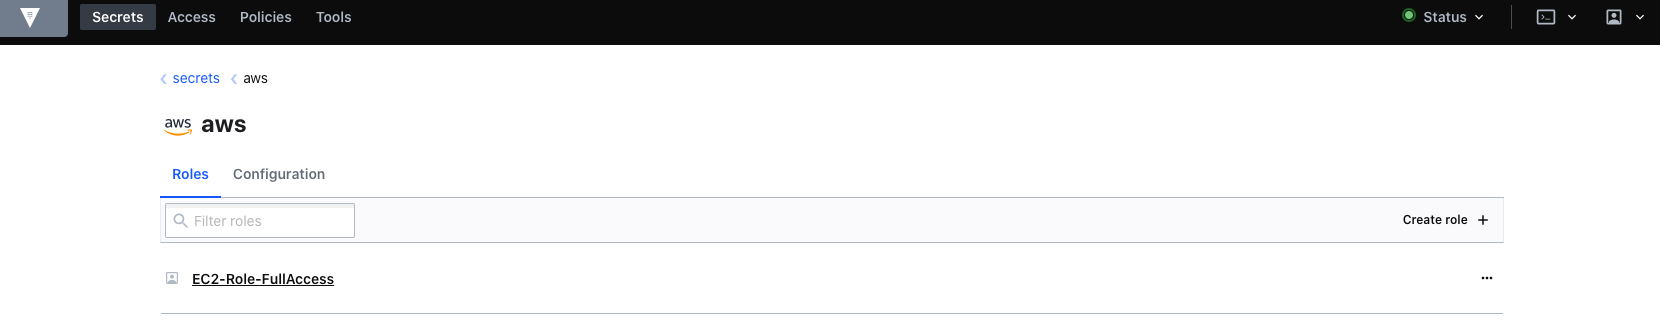 Secrets Access Policies Tools Status
secrets aws
aws aws
Roles Configuration
Filter roles Create role
EC2-Role-FullAccess